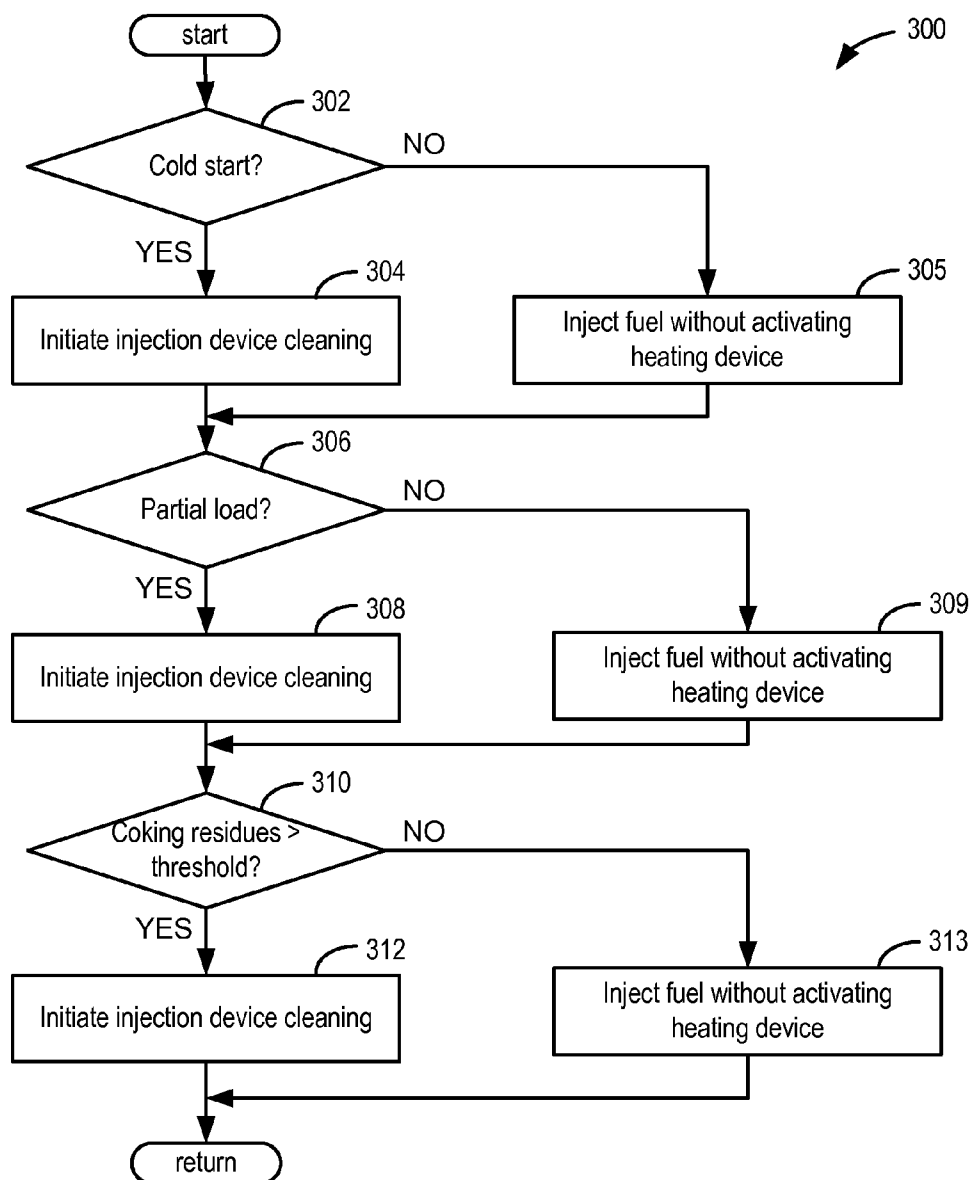 start
300
302
Cold start?
NO
YES
304
305
Initiate injection device cleaning
Inject fuel without activating
heating device
306
Partial load?
NO
YES
308
309
Initiate injection device cleaning
Inject fuel without activating
heating device
310
Coking residues >
threshold?
NO
YES
312
313
Initiate injection device cleaning
Inject fuel without activating
heating device
return